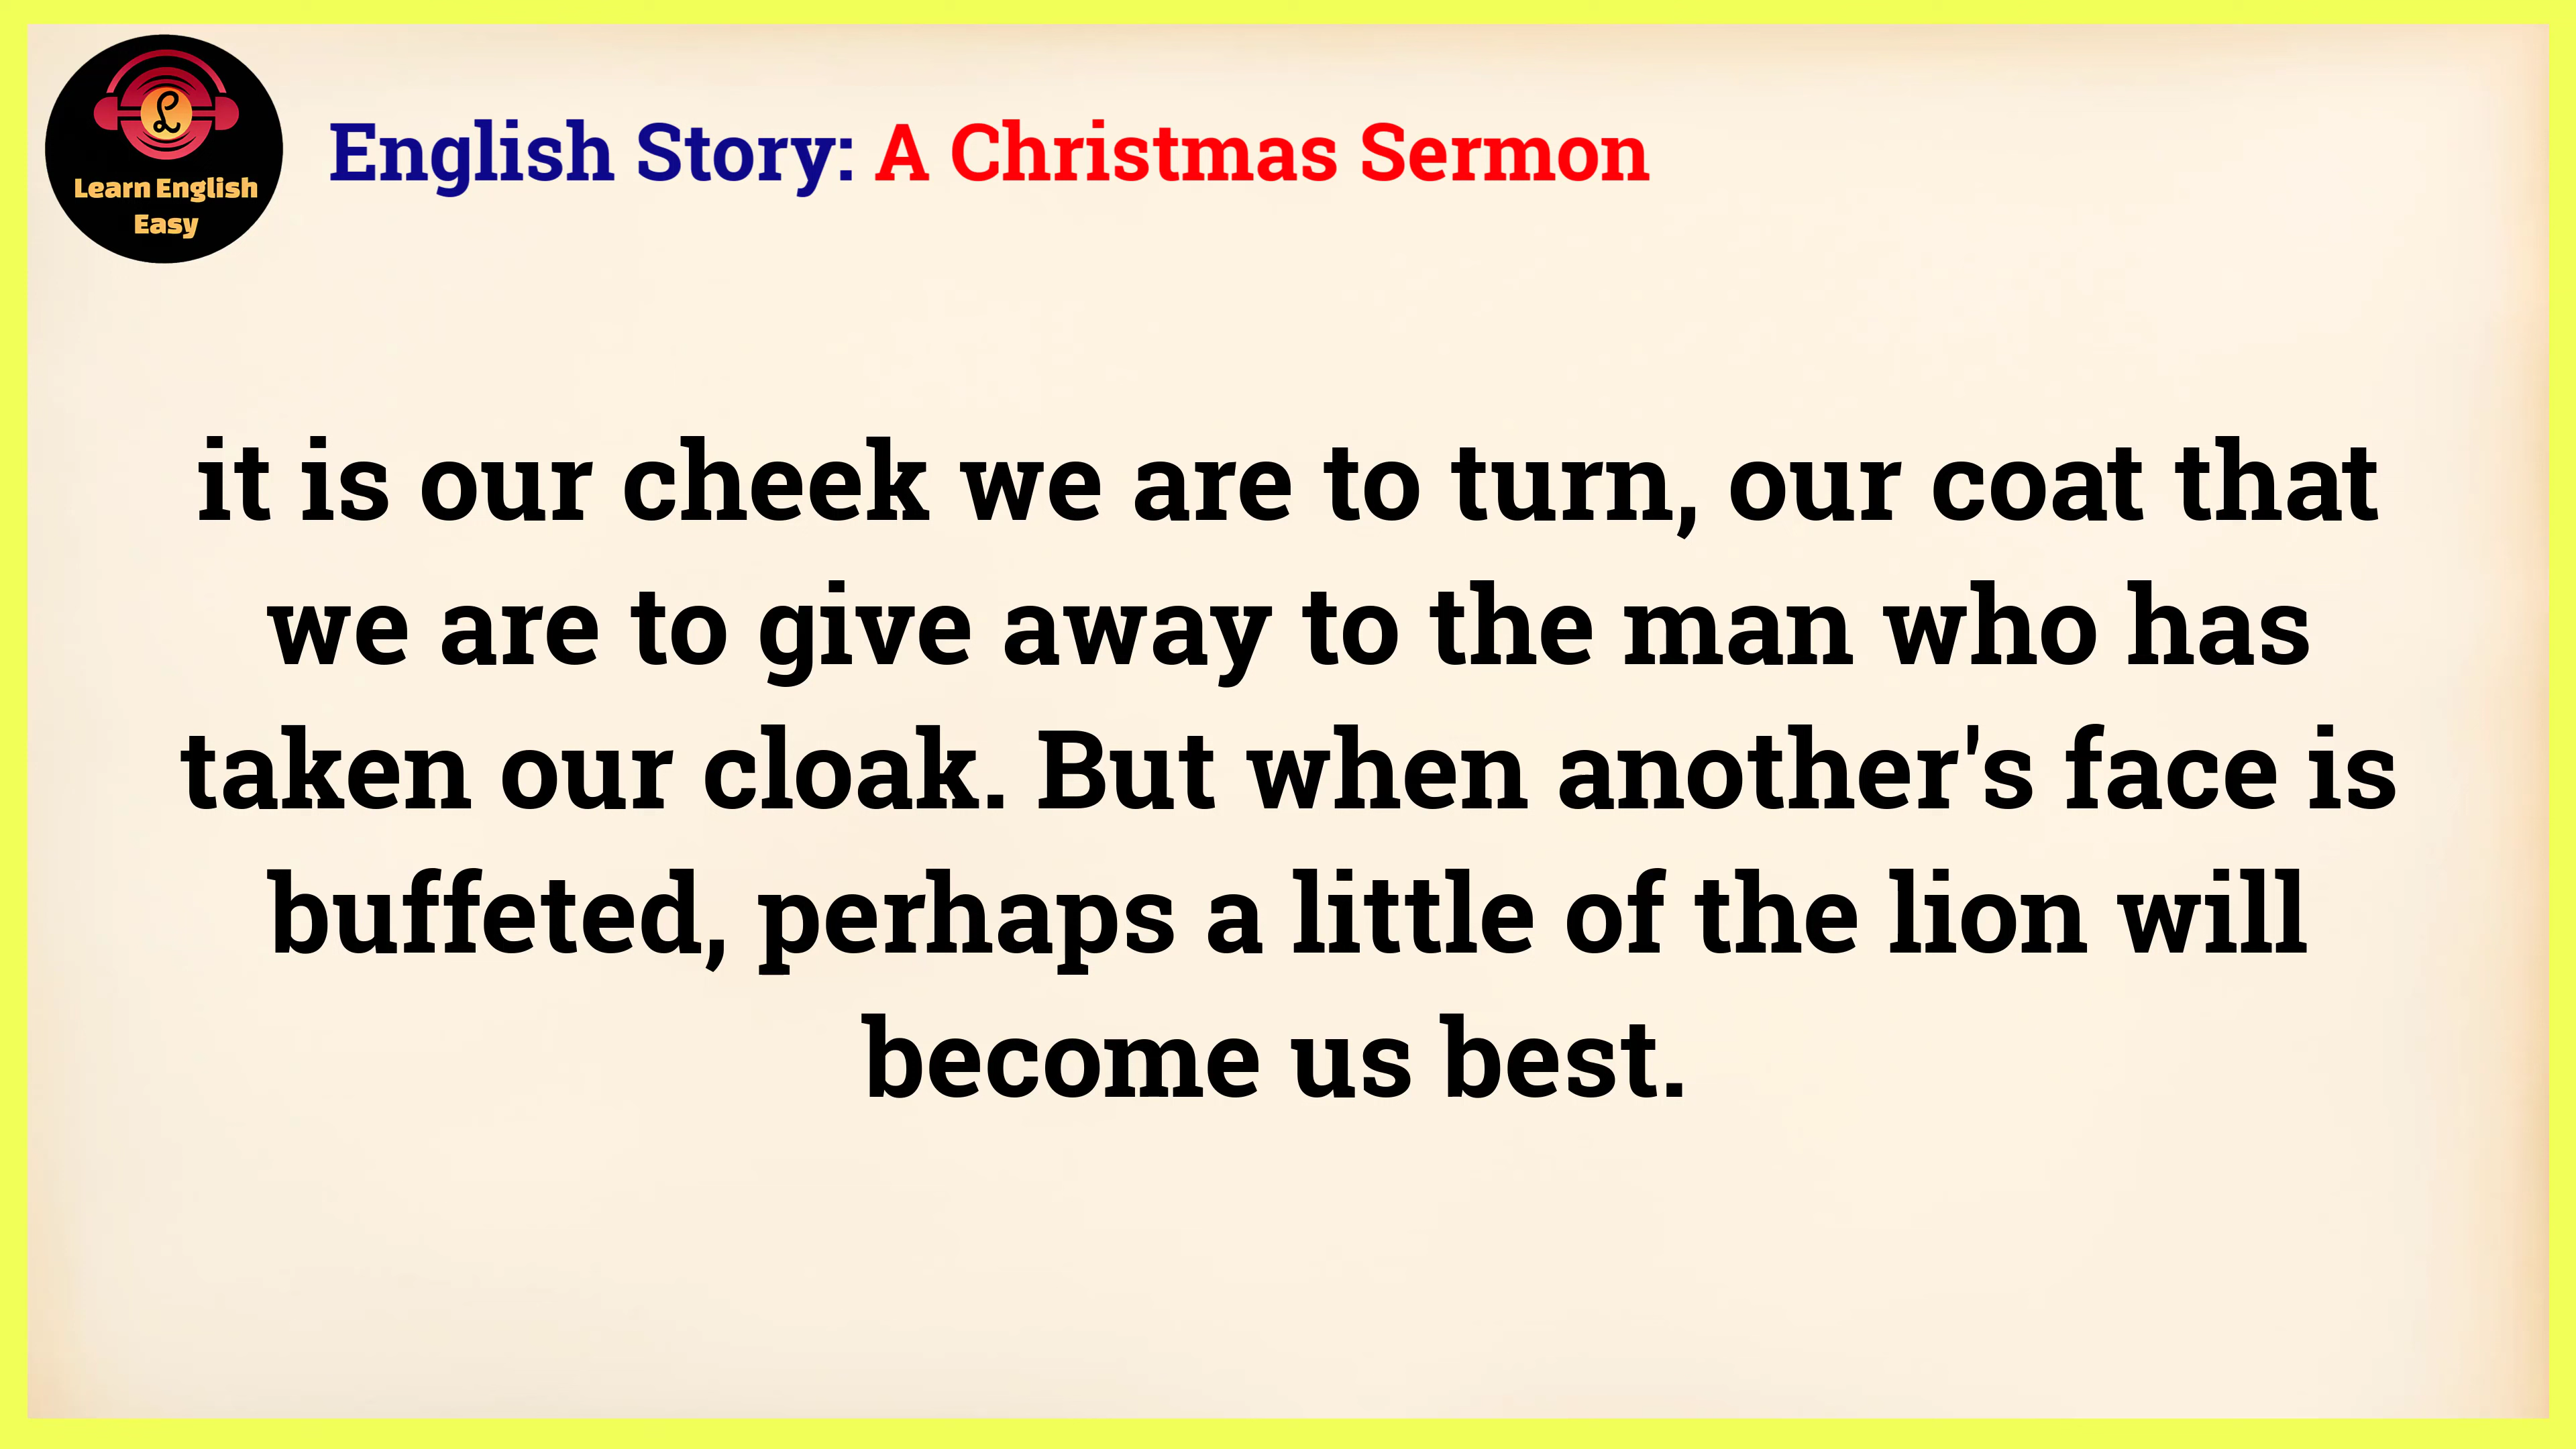 Learn English
Easy
English Story: A Christmas Sermon
it is our cheek we are to turn, our coat that
we are to give away to the man who has
taken our cloak. But when another's face is
buffeted, perhaps a little of the lion will
become us best.